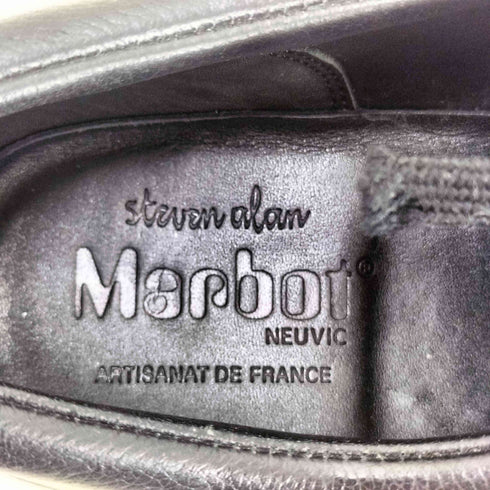 steven alan
Marbot®
NEUVIC
ARTISANAT DE FRANCE